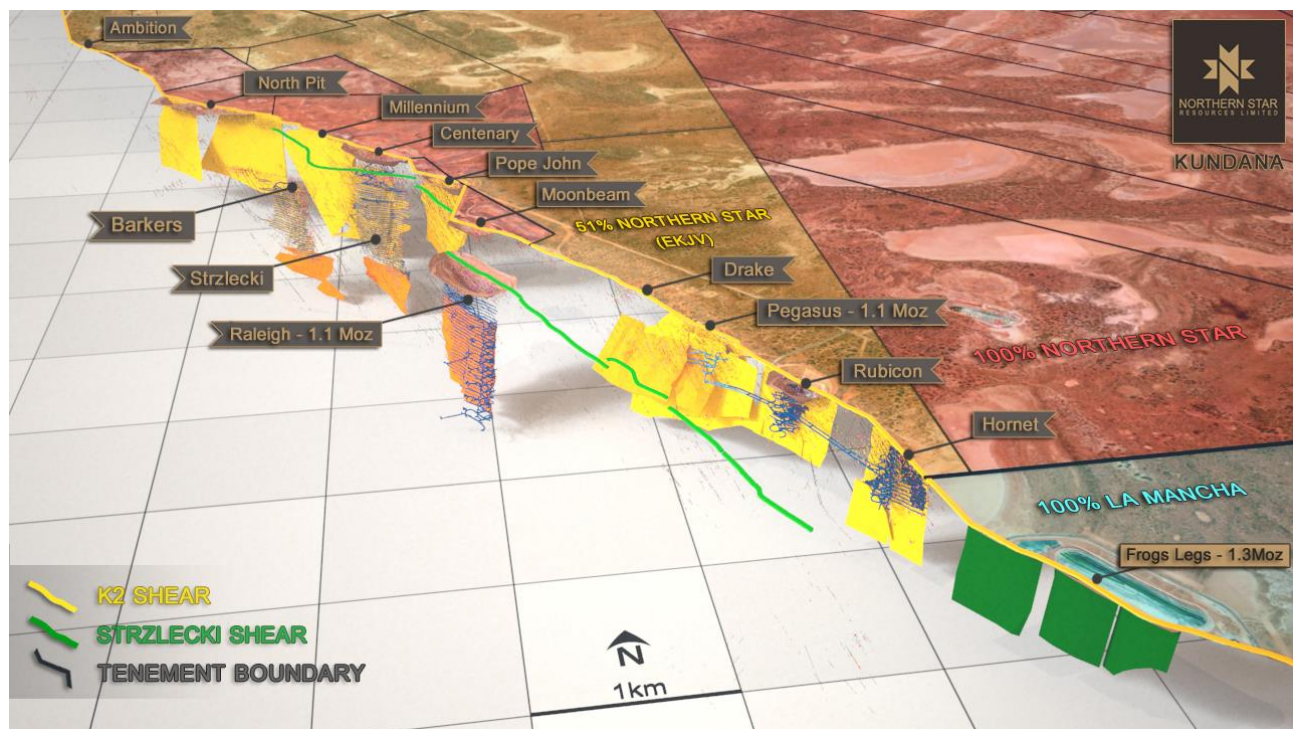 Ambition
North Pit
Millennium
Centenary
Pope John
Moonbeam
Barkers
Strzlecki
Raleigh - 1.1 Moz
51% NORTHERN STAR
(EKJV)
Drake
Pegasus - 1.1 Moz
Rubicon
Hornet
100% NORTHERN STAR
100% LA MANCHA
Frogs Legs - 1.3Moz
NORTHERN STAR
RESOURCES LIMITED
KUNDANA
K2 SHEAR
STRZLECKI SHEAR
TENEMENT BOUNDARY
N
1km